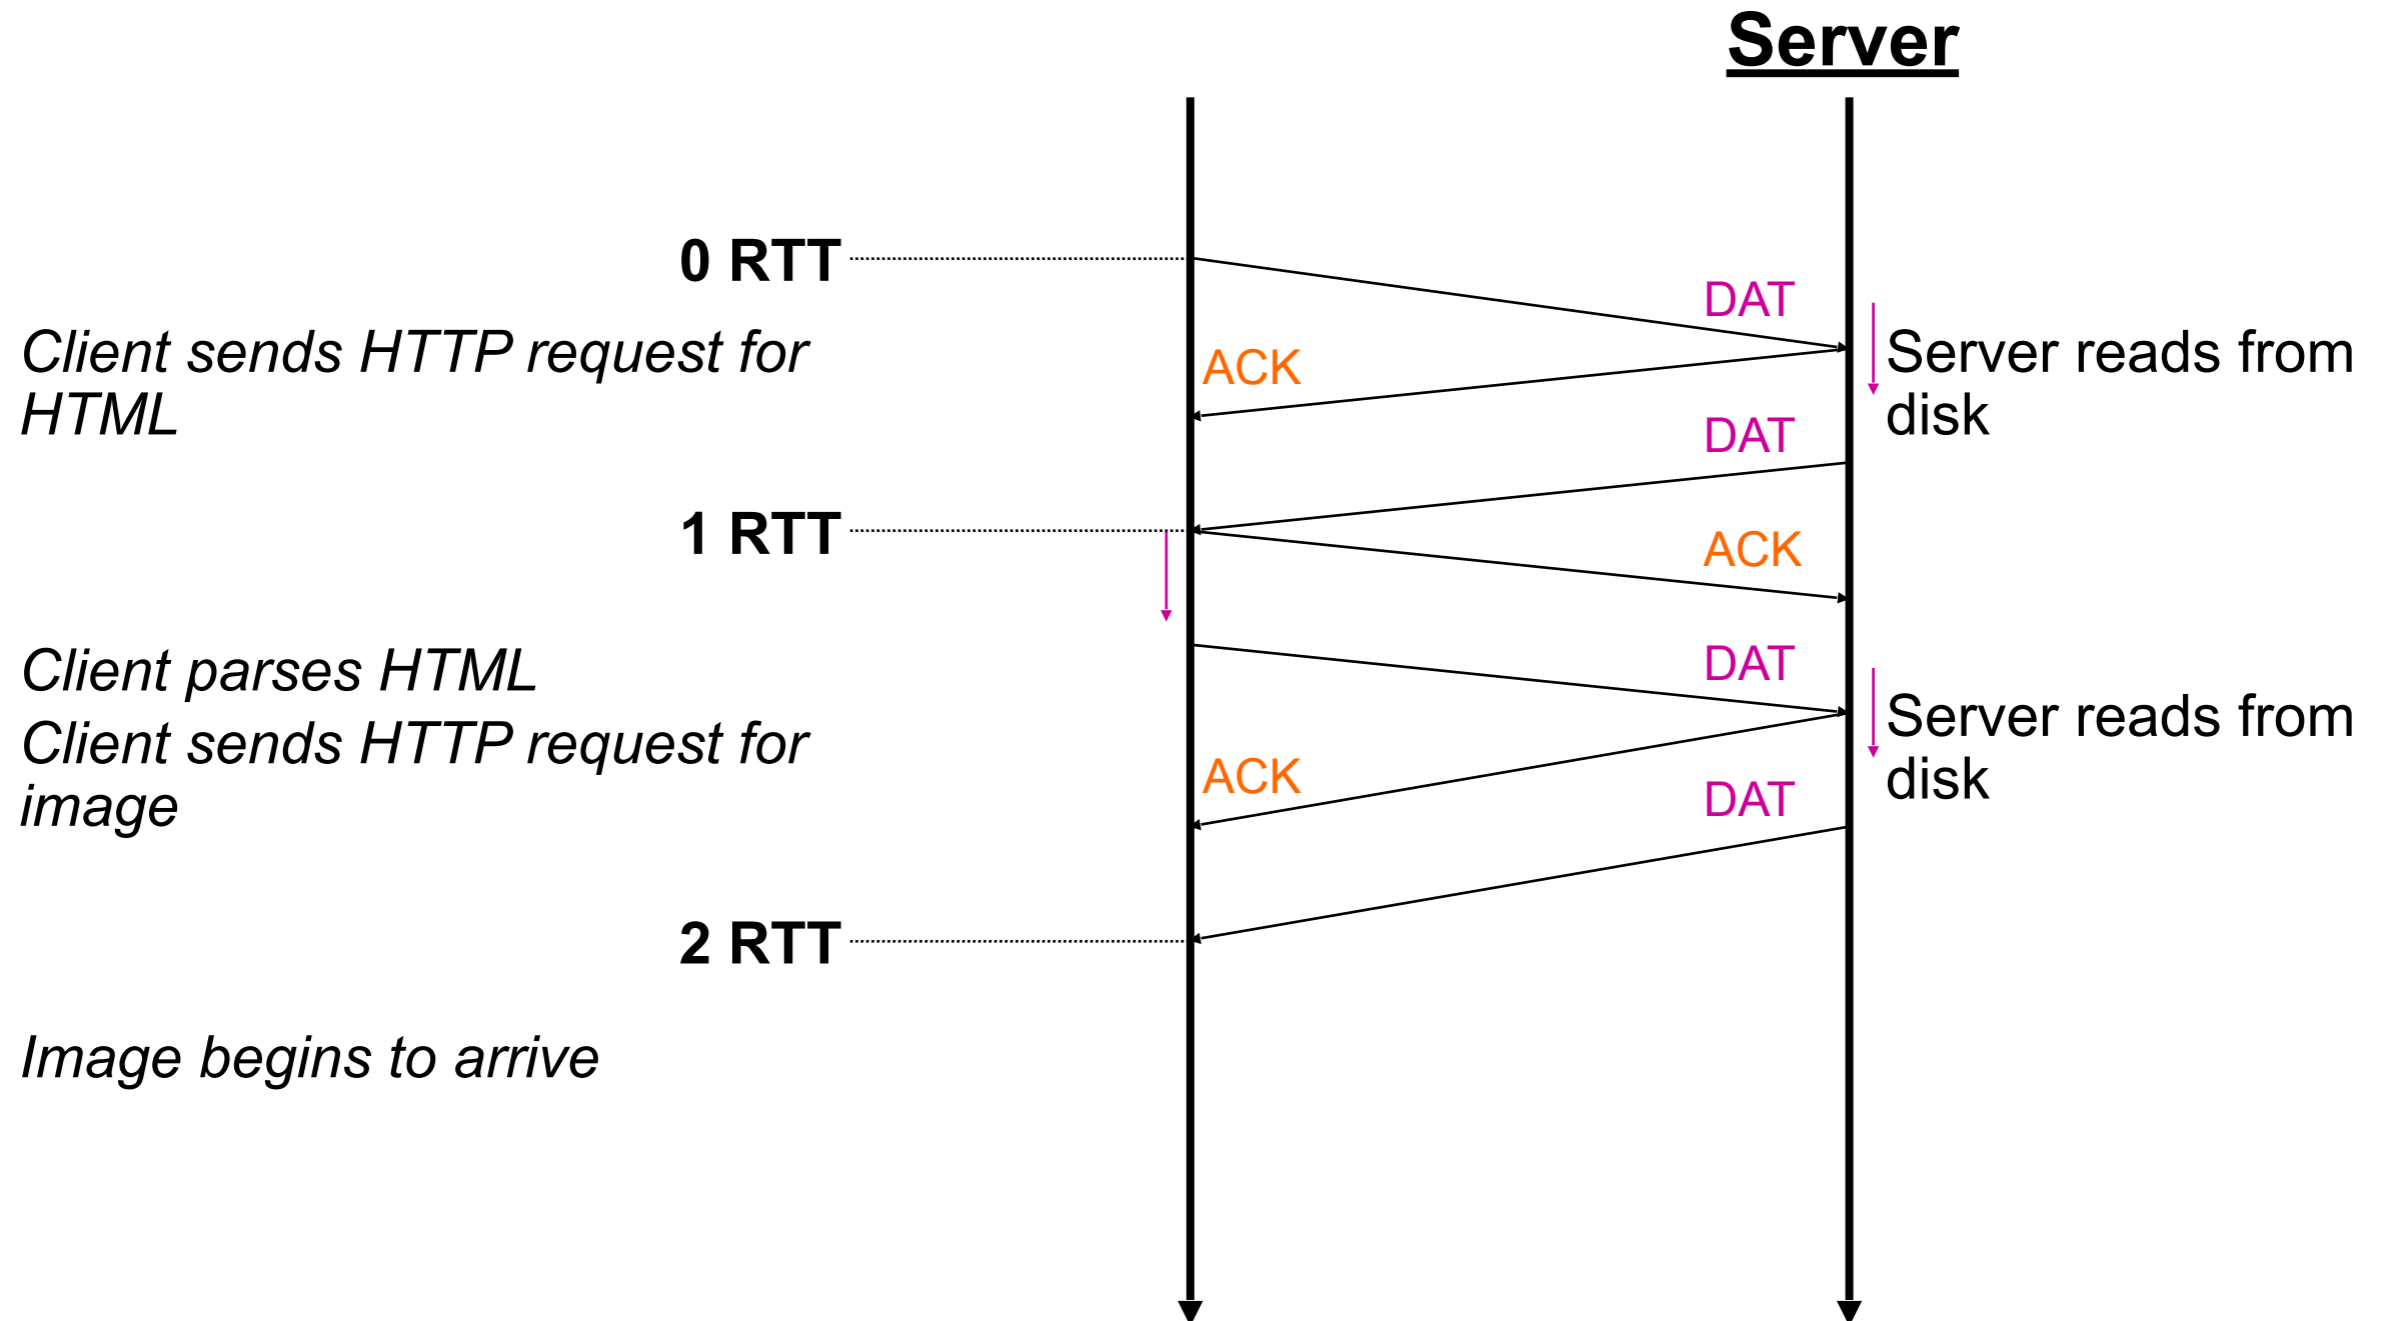 Server
0 RTT
DAT
Client sends HTTP request for
HTML
ACK
Server reads from
disk
DAT
1 RTT
ACK
Client parses HTML
DAT
Client sends HTTP request for
image
Server reads from
disk
ACK
DAT
2 RTT
Image begins to arrive